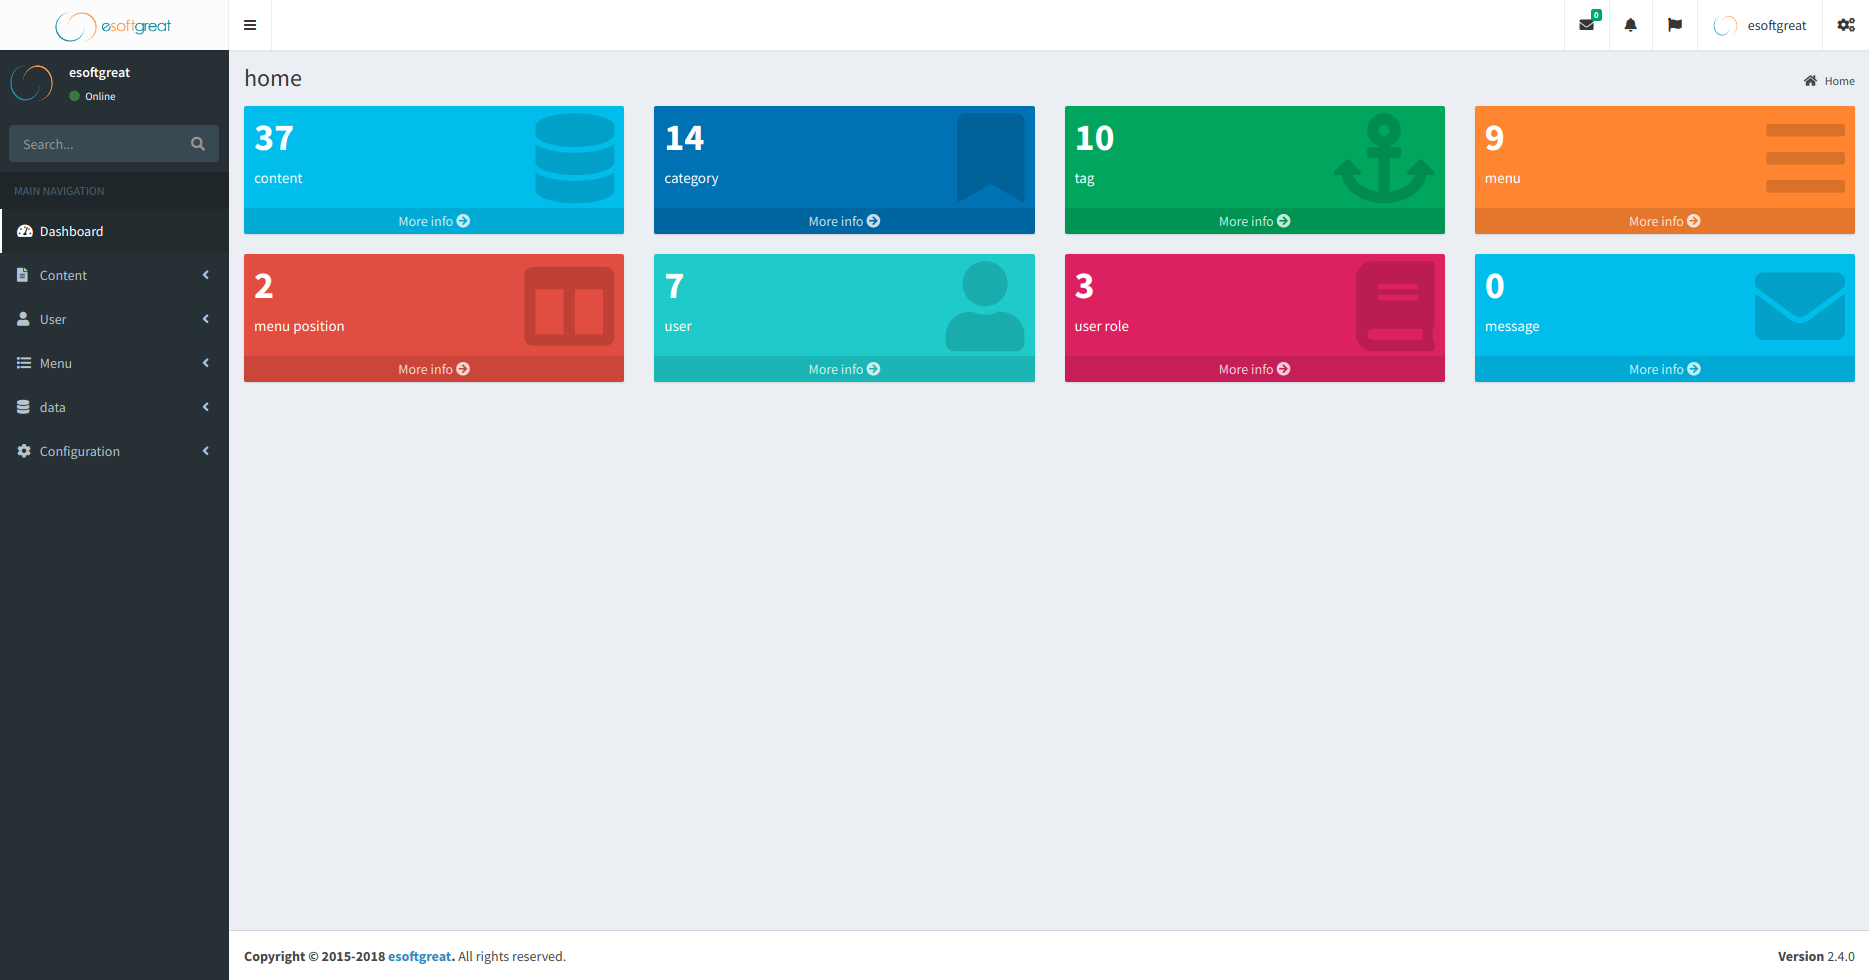 esoftgreat
0
esoftgreat
esoftgreat
Online
Search...
MAIN NAVIGATION
Dashboard
Content
User
Menu
data
Configuration
home
Home
37
content
More info
14
category
More info
10
tag
More info
9
menu
More info
2
menu position
More info
7
user
More info
3
user role
More info
0
message
More info
Copyright © 2015-2018 esoftgreat. All rights reserved.
Version 2.4.0